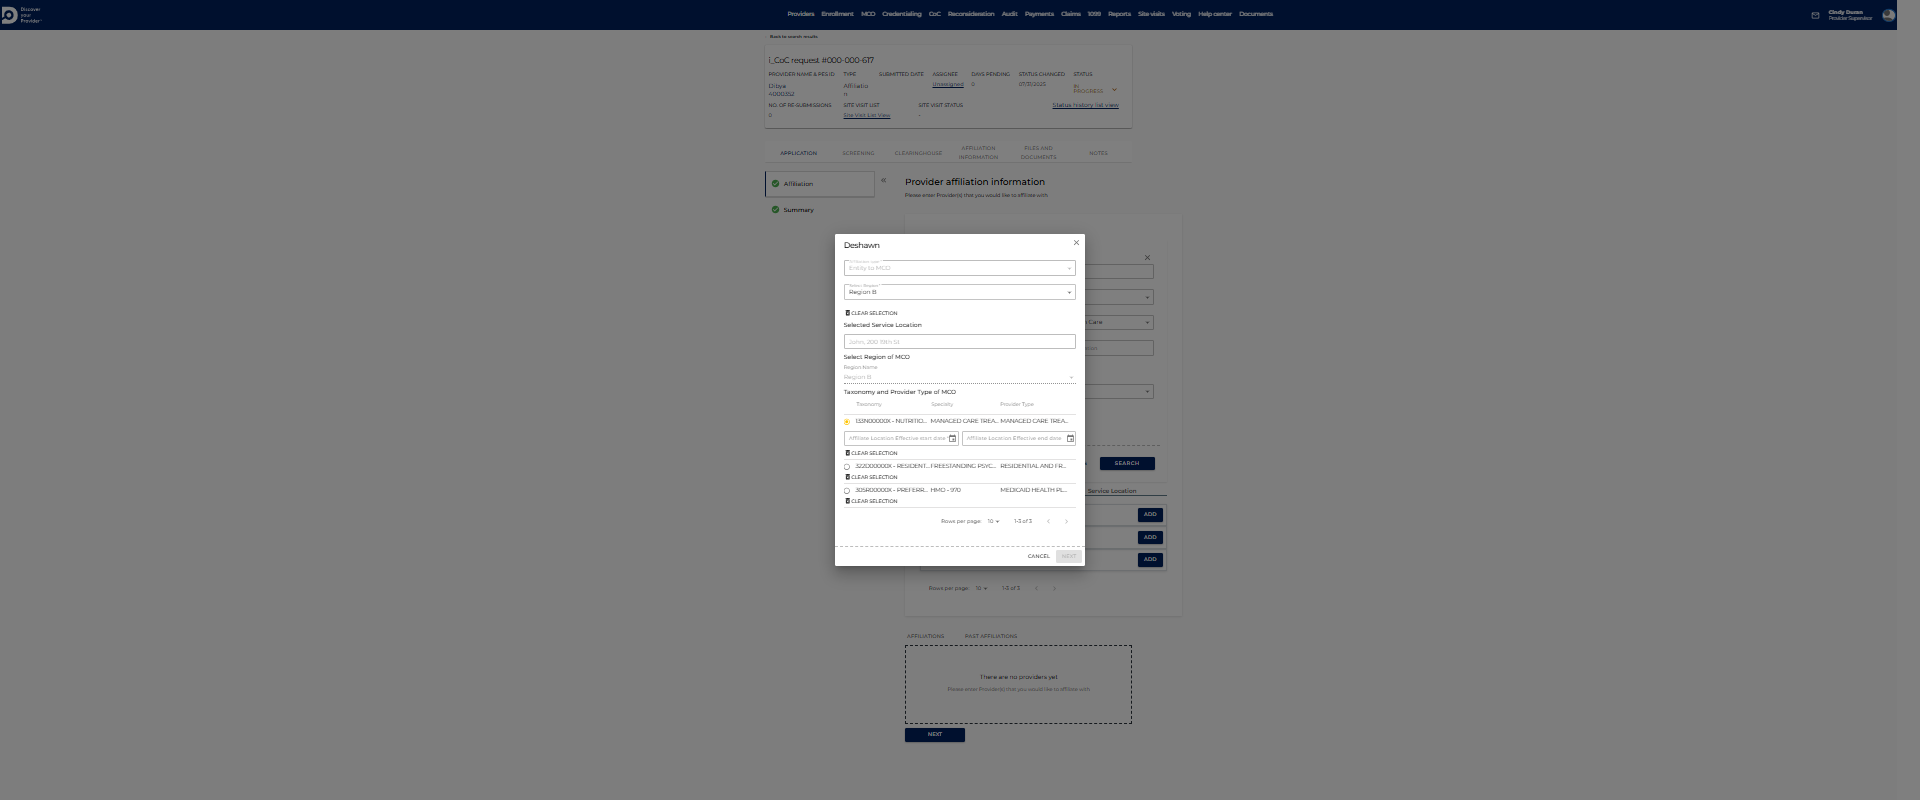 Discover
your
Provider
Providers Enrollment MCO Credentialing CoC Reconsideration Audit Payments Claims 1099 Reports Site visits Voting Help center Documents
Cindy Duran
Provider Supervisor
Back to search results
i_CoC request #000-000-617
PROVIDER NAME & PES ID TYPE SUBMITTED DATE ASSIGNEE DAYS PENDING STATUS CHANGED STATUS
Dibya
4000352
Affiliatio
n
Unassigned
0
07/31/2025
IN
PROGRESS
NO. OF RE-SUBMISSIONS SITE VISIT LIST SITE VISIT STATUS
Status history list view
0
Site Visit List View
-
APPLICATION SCREENING CLEARINGHOUSE AFFILIATION
INFORMATION
FILES AND
DOCUMENTS
NOTES
Affiliation
Summary
Provider affiliation information
Please enter Provider(s) that you would like to affiliate with
Deshawn
Entity to MCO
Region B
CLEAR SELECTION
Selected Service Location
John, 200 19th St
Select Region of MCO
Region Name
Region B
Taxonomy and Provider Type of MCO
Taxonomy Specialty Provider Type
133N00000X - NUTRITIO... MANAGED CARE TREA... MANAGED CARE TREA...
Affiliate Location Effective start date Affiliate Location Effective end date
CLEAR SELECTION
322D00000X - RESIDENT... FREESTANDING PSYC... RESIDENTIAL AND FR...
CLEAR SELECTION
305R00000X - PREFERR... HMO - 970 MEDICAID HEALTH PL...
CLEAR SELECTION
Rows per page: 10 1-3 of 3
CANCEL NEXT
Care
SEARCH
Service Location
ADD
ADD
ADD
Rows per page: 10 1-3 of 3
AFFILIATIONS PAST AFFILIATIONS
There are no providers yet
Please enter Provider(s) that you would like to affiliate with
NEXT